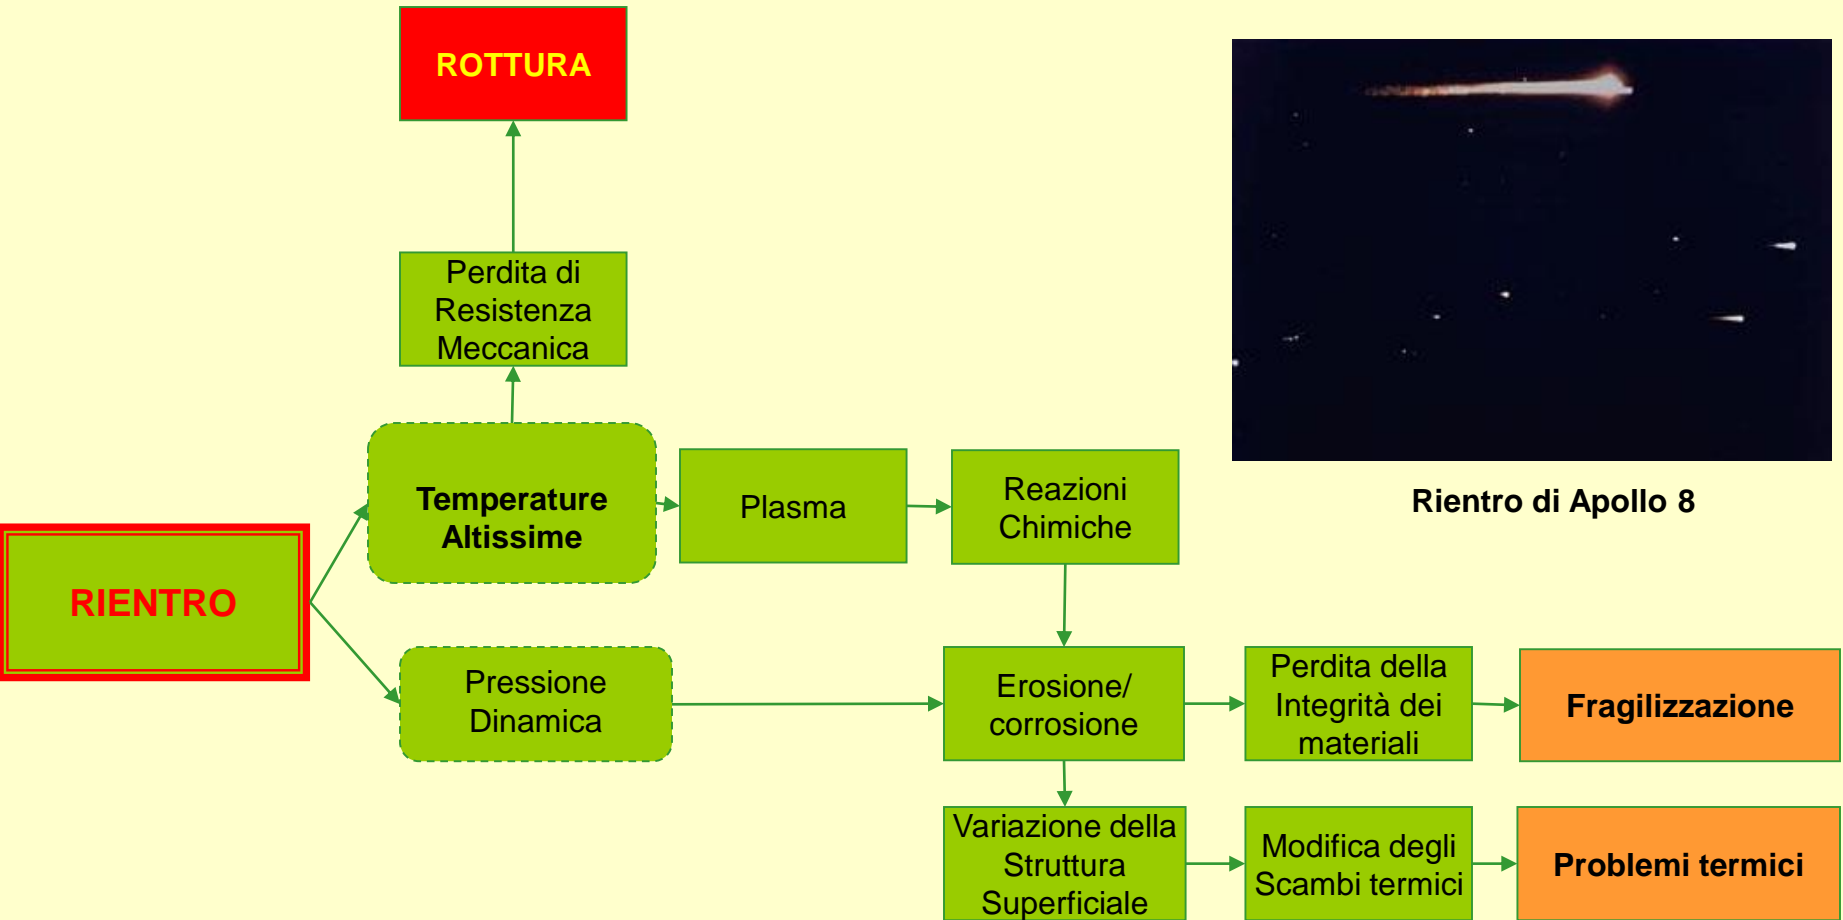 ROTTURA
Perdita di
Resistenza
Meccanica
Temperature
Altissime
Plasma
Reazioni
Chimiche
Rientro di Apollo 8
RIENTRO
Pressione
Dinamica
Erosione/
corrosione
Perdita della
Integrità dei
materiali
Fragilizzazione
Variazione della
Struttura
Superficiale
Modifica degli
Scambi termici
Problemi termici